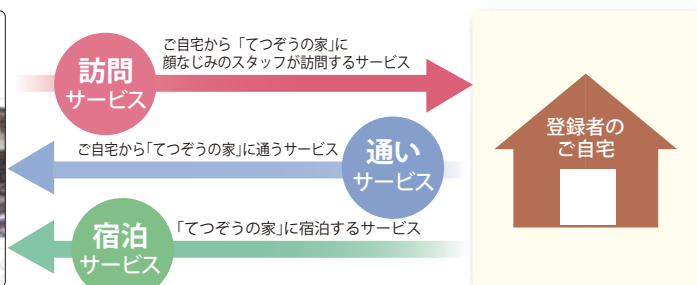 訪問
サービス
ご自宅から「てつぞうの家」に
顔なじみのスタッフが訪問するサービス
ご自宅から「てつぞうの家」に通うサービス
通い
サービス
宿泊
サービス
「てつぞうの家」に宿泊するサービス
登録者の
ご自宅